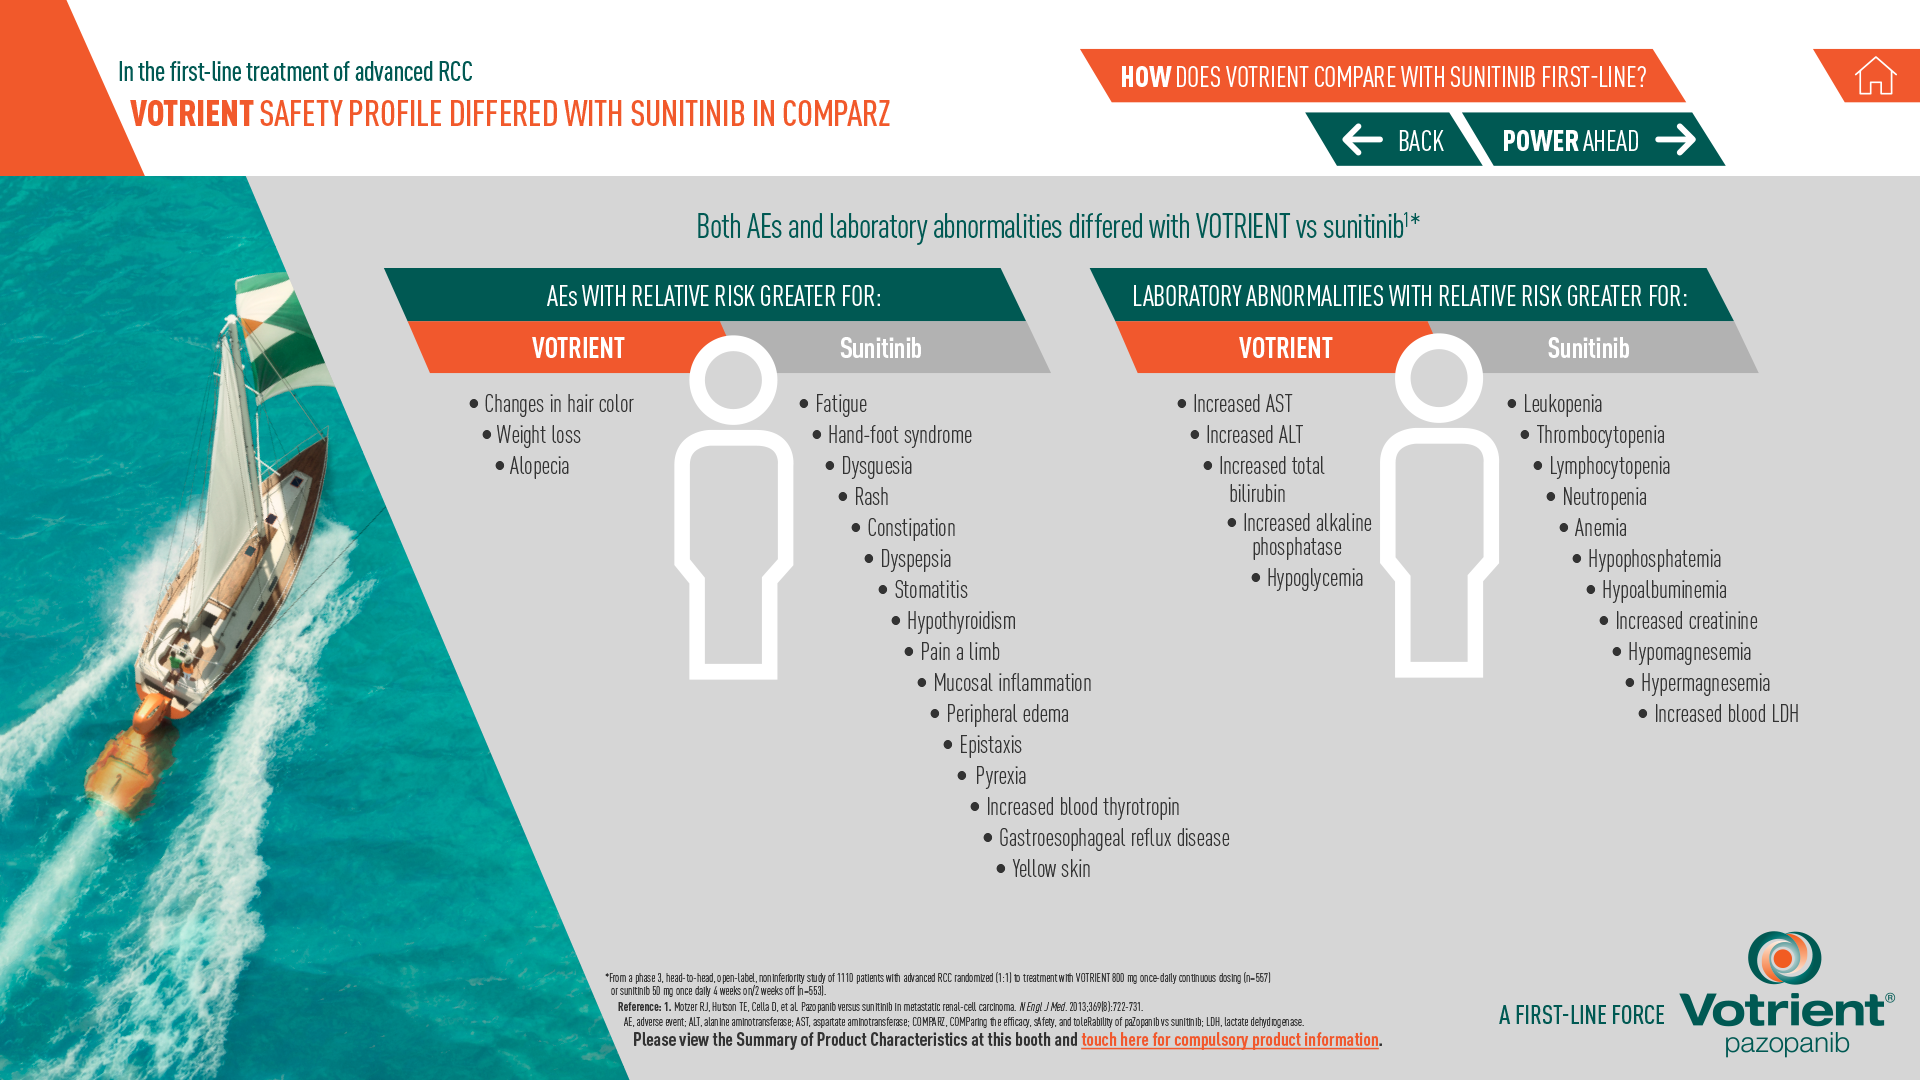 In the first-line treatment of advanced RCC
VOTRIENT SAFETY PROFILE DIFFERED WITH SUNITINIB IN COMPARZ
HOW DOES VOTRIENT COMPARE WITH SUNITINIB FIRST-LINE?
BACK
POWER AHEAD
Both AEs and laboratory abnormalities differed with VOTRIENT vs sunitinib1*
AEs WITH RELATIVE RISK GREATER FOR:
VOTRIENT
Sunitinib
• Changes in hair color
• Weight loss
• Alopecia
• Fatigue
• Hand-foot syndrome
• Dysguesia
• Rash
• Constipation
• Dyspepsia
• Stomatitis
• Hypothyroidism
• Pain a limb
• Mucosal inflammation
• Peripheral edema
• Epistaxis
• Pyrexia
• Increased blood thyrotropin
• Gastroesophageal reflux disease
• Yellow skin
LABORATORY ABNORMALITIES WITH RELATIVE RISK GREATER FOR:
VOTRIENT
Sunitinib
• Increased AST
• Increased ALT
• Increased total
bilirubin
• Increased alkaline
phosphatase
• Hypoglycemia
• Leukopenia
• Thrombocytopenia
• Lymphocytopenia
• Neutropenia
• Anemia
• Hypophosphatemia
• Hypoalbuminemia
• Increased creatinine
• Hypomagnesemia
• Hypermagnesemia
• Increased blood LDH
*From a phase 3, head-to-head, open-label, noninferiority study of 1110 patients with advanced RCC randomized (1:1) to treatment with VOTRIENT 800 mg once-daily continuous dosing (n=557)
or sunitinib 50 mg once daily 4 weeks on/2 weeks off (n=553).
Reference: 1. Motzer RJ, Hutson TE, Cella D, et al. Pazopanib versus sunitinib in metastatic renal-cell carcinoma. N Engl J Med. 2013;369(8):722-731.
AE, adverse event; ALT, alanine aminotransferase; AST, aspartate aminotransferase; COMPARZ, COMParing the efficacy, sAfety, and toleRability of paZopanib vs sunitinib; LDH, lactate dehydrogenase.
Please view the Summary of Product Characteristics at this booth and touch here for compulsory product information.
A FIRST-LINE FORCE
Votrient®
pazopanib